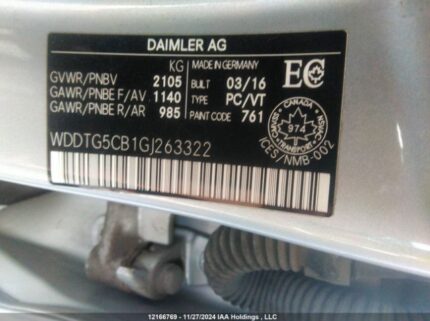 DAIMLER AG
KG
GVWR/PNBV 2105
GAWR/PNBE F/AV 1140
GAWR/PNBE R/AR 985
BUILT 03/16
TYPE PC/VT
PAINT CODE 761
MADE IN GERMANY
EC
CANADA
974
TRANSPORT
ICES/NMB-002
WDDTG5CB1GJ263322
12166769 - 11/27/2024 IAA Holdings , LLC